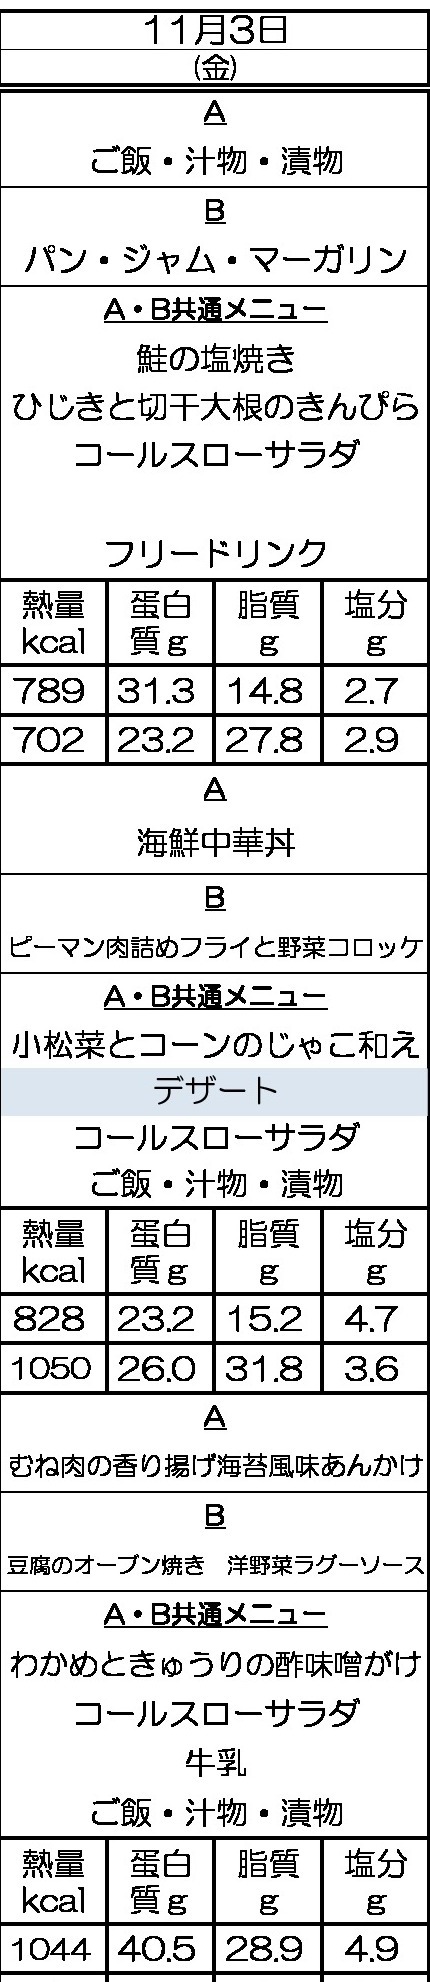 11月3日
(金)
A
ご飯・汁物・漬物
B
パン・ジャム・マーガリン
A・B共通メニュー
鮭の塩焼き
ひじきと切干大根のきんぴら
コールスローサラダ
フリードリンク
熱量 蛋白 脂質 塩分
kcal 質g g g
789 31.3 14.8 2.7
702 23.2 27.8 2.9
A
海鮮中華丼
B
ピーマン肉詰めフライと野菜コロッケ
A・B共通メニュー
小松菜とコーンのじゃこ和え
デザート
コールスローサラダ
ご飯・汁物・漬物
熱量 蛋白 脂質 塩分
kcal 質g g g
828 23.2 15.2 4.7
1050 26.0 31.8 3.6
A
むね肉の香り揚げ海苔風味あんかけ
B
豆腐のオーブン焼き　洋野菜ラグーソース
A・B共通メニュー
わかめときゅうりの酢味噌がけ
コールスローサラダ
牛乳
ご飯・汁物・漬物
熱量 蛋白 脂質 塩分
kcal 質g g g
1044 40.5 28.9 4.9